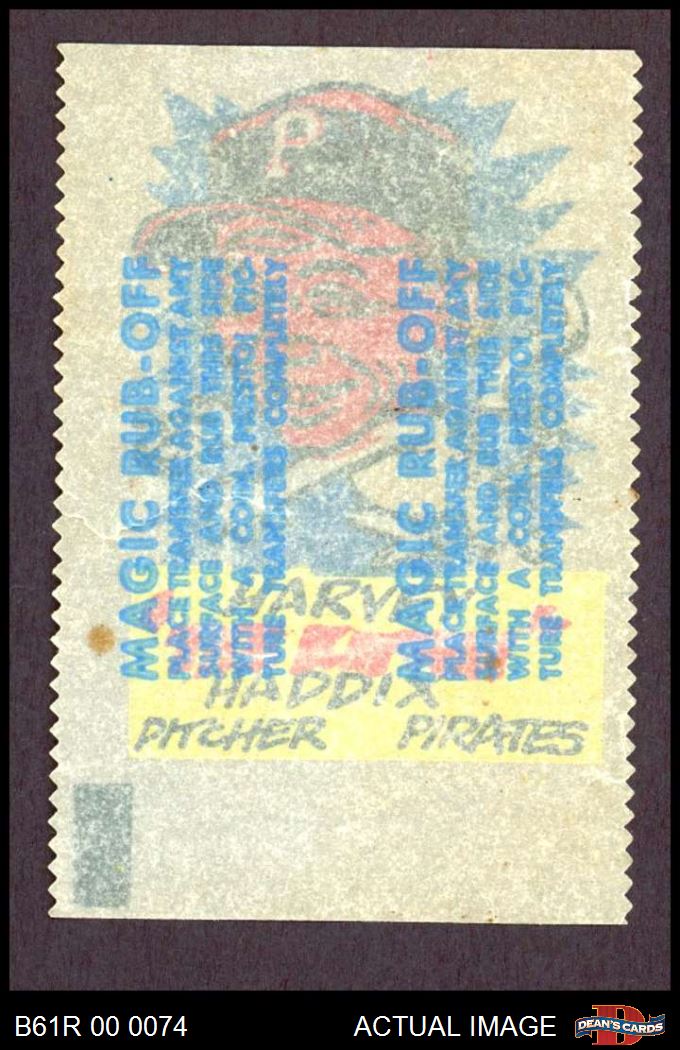 P
MAGIC RUB-OFF
PLACE TRANSFER AGAINST ANY
SURFACE AND RUB THIS SIDE
WITH A COIN, PRESTO! PIC-
TURE TRANSFERS COMPLETELY
MAGIC RUB-OFF
PLACE TRANSFER AGAINST ANY
SURFACE AND RUB THIS SIDE
WITH A COIN, PRESTO! PIC-
TURE TRANSFERS COMPLETELY
HARVEY
HADDIX
PITCHER PIRATES
B61R 00 0074
ACTUAL IMAGE
D
DEAN'S CARDS